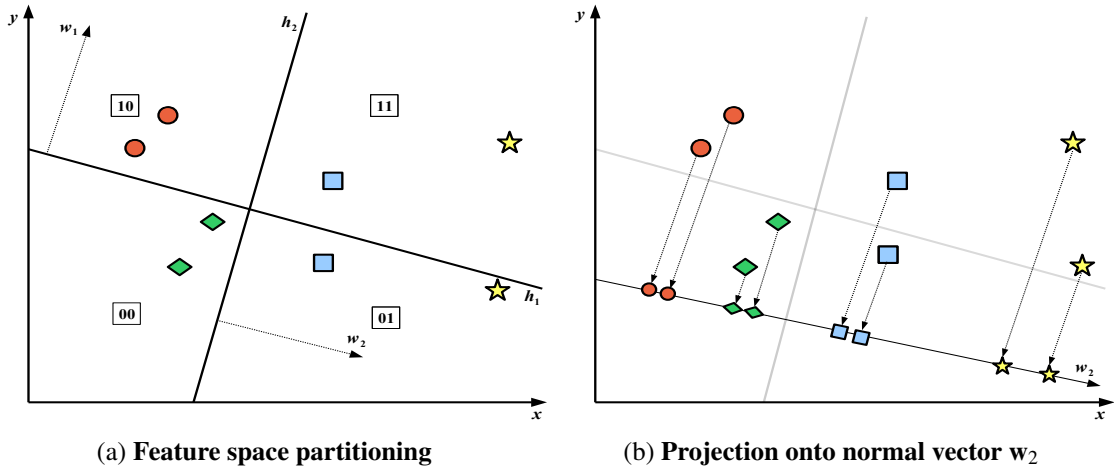 y
w₁
h₂
10
11
00
01
h₁
w₂
x
(a) Feature space partitioning
y
w₂
x
(b) Projection onto normal vector w₂